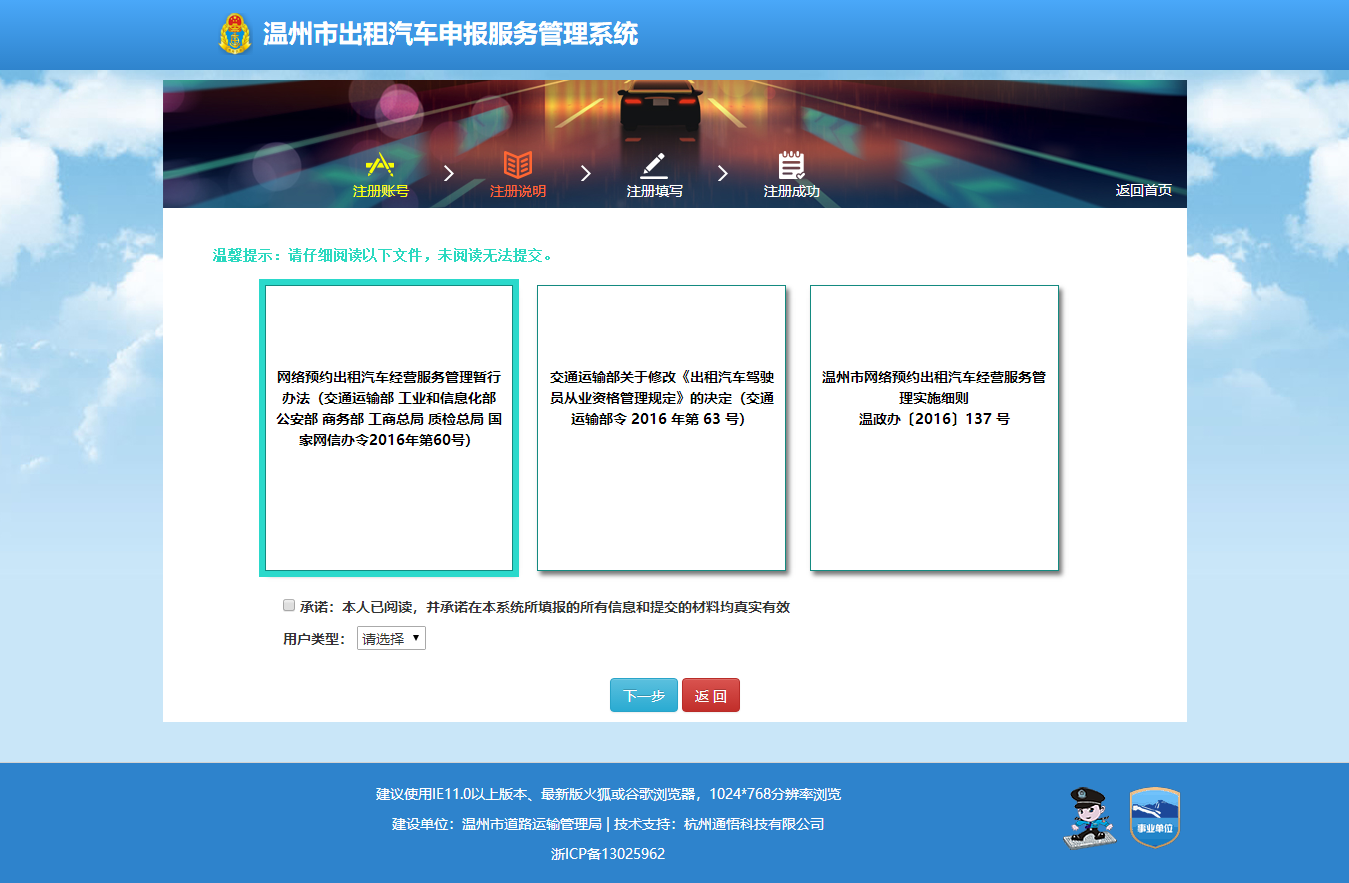 温州市出租汽车申报服务管理系统
注册账号
注册说明
注册填写
注册成功
返回首页
温馨提示：请仔细阅读以下文件，未阅读无法提交。
网络预约出租汽车经营服务管理暂行
办法（交通运输部 工业和信息化部
公安部 商务部 工商总局 质检总局 国
家网信办令2016年第60号）
交通运输部关于修改《出租汽车驾驶
员从业资格管理规定》的决定（交通
运输部令 2016 年第 63 号）
温州市网络预约出租汽车经营服务管
理实施细则
温政办〔2016〕137 号
承诺：本人已阅读，并承诺在本系统所填报的所有信息和提交的材料均真实有效
用户类型： 请选择
下一步 返 回
建议使用IE11.0以上版本、最新版火狐或谷歌浏览器，1024*768分辨率浏览
建设单位：温州市道路运输管理局 | 技术支持：杭州通悟科技有限公司
浙ICP备13025962
事业单位